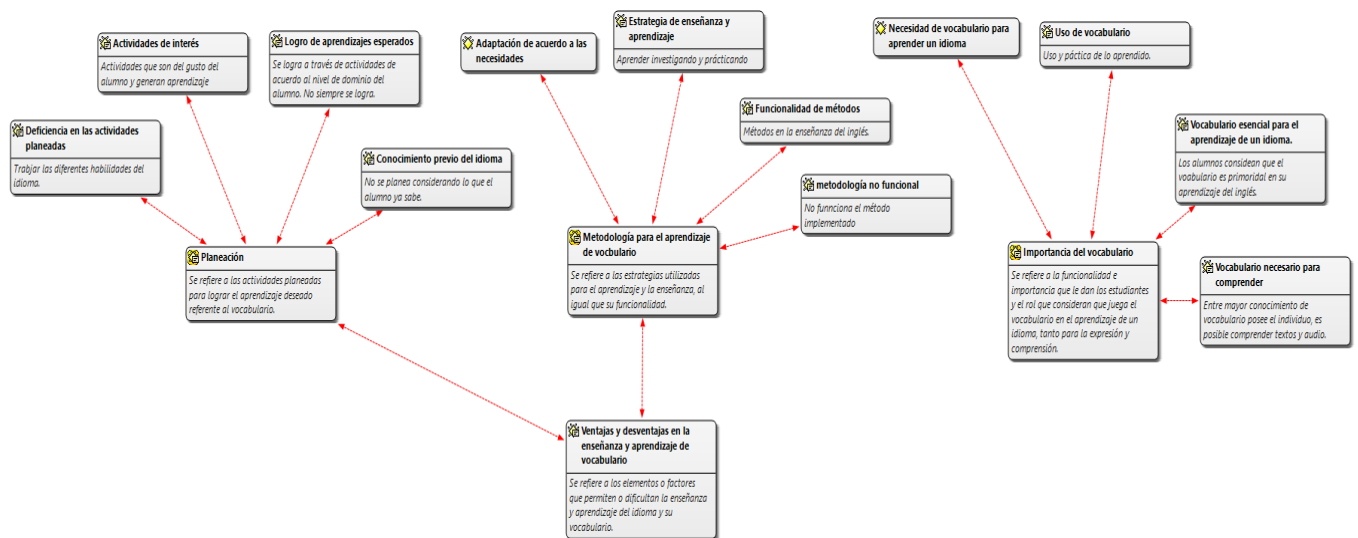 Actividades de interés
Actividades que son del gusto del
alumno y generan aprendizaje
Logro de aprendizajes esperados
Se logra a través de actividades de
acuerdo al nivel de dominio del
alumno. No siempre se logra.
Adaptación de acuerdo a las
necesidades
Estrategia de enseñanza y
aprendizaje
Aprender investigando y prácticando
Necesidad de vocabulario para
aprender un idioma
Uso de vocabulario
Uso y páctica de lo aprendido.
Deficiencia en las actividades
planeadas
Trabjar las diferentes habilidades del
idioma.
Conocimiento previo del idioma
No se planea considerando lo que el
alumno ya sabe.
Funcionalidad de métodos
Métodos en la enseñanza del inglés.
metodología no funcional
No funnciona el método
implementado
Vocabulario esencial para el
aprendizaje de un idioma.
Los alumnos considean que el
voabulario es primoridal en su
aprendizaje del inglés.
Planeación
Se refiere a las actividades planeadas
para lograr el aprendizaje deseado
referente al vocabulario.
Metodología para el aprendizaje
de vocbulario
Se refiere a las estrategias utilizadas
para el aprendizaje y la enseñanza, al
igual que su funcionalidad.
Importancia del vocabulario
Se refiere a la funcionalidad e
importancia que le dan los estudiantes
y el rol que consideran que juega el
vocabulario en el aprendizaje de un
idioma, tanto para la expresión y
comprensión.
Vocabulario necesario para
comprender
Entre mayor conocimiento de
vocabulario posee el individuo, es
posible comprender textos y audio.
Ventajas y desventajas en la
enseñanza y aprendizaje de
vocabulario
Se refiere a los elementos o factores
que permiten o dificultan la enseñanza
y aprendizaje del idioma y su
vocabulario.